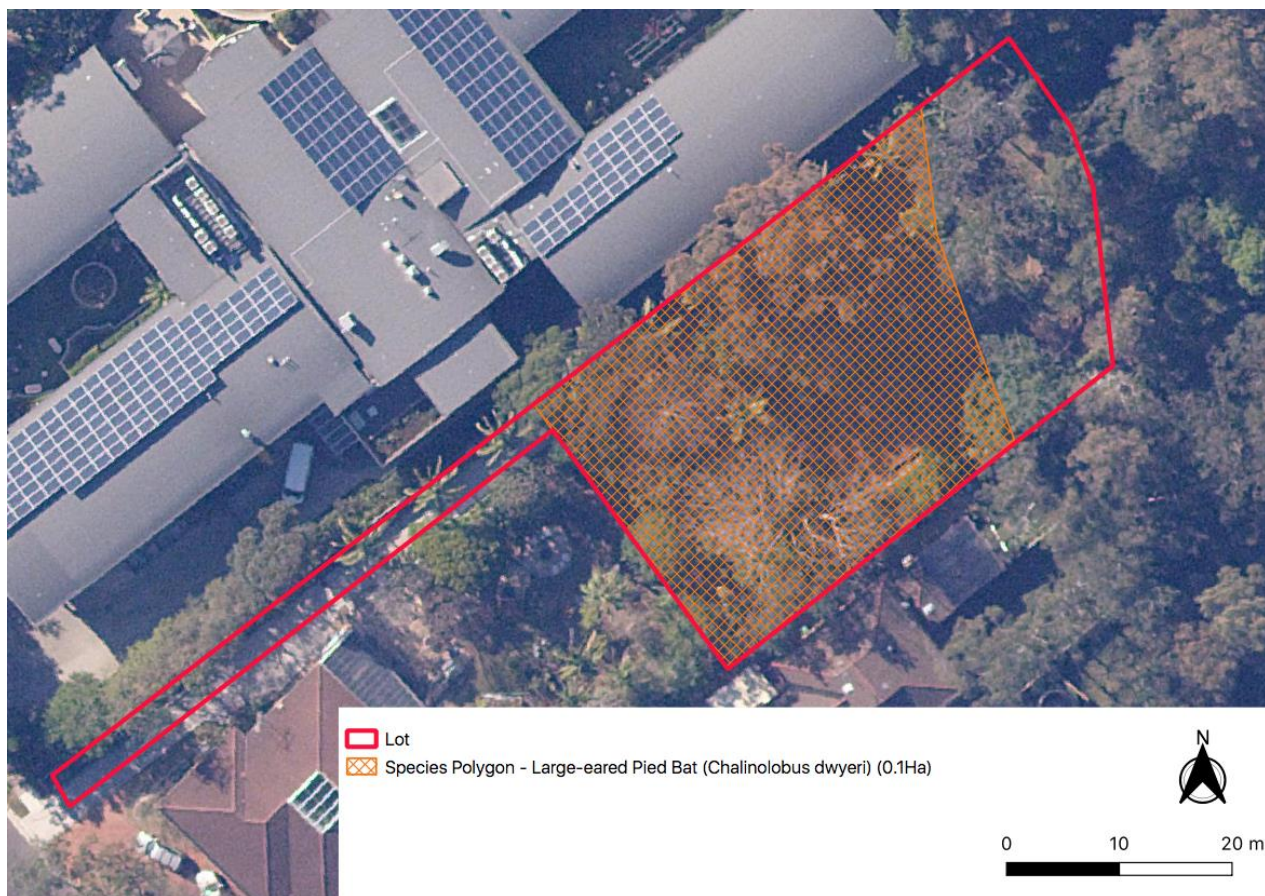 Lot
Species Polygon - Large-eared Pied Bat (Chalinolobus dwyeri) (0.1Ha)
N
0 10 20 m